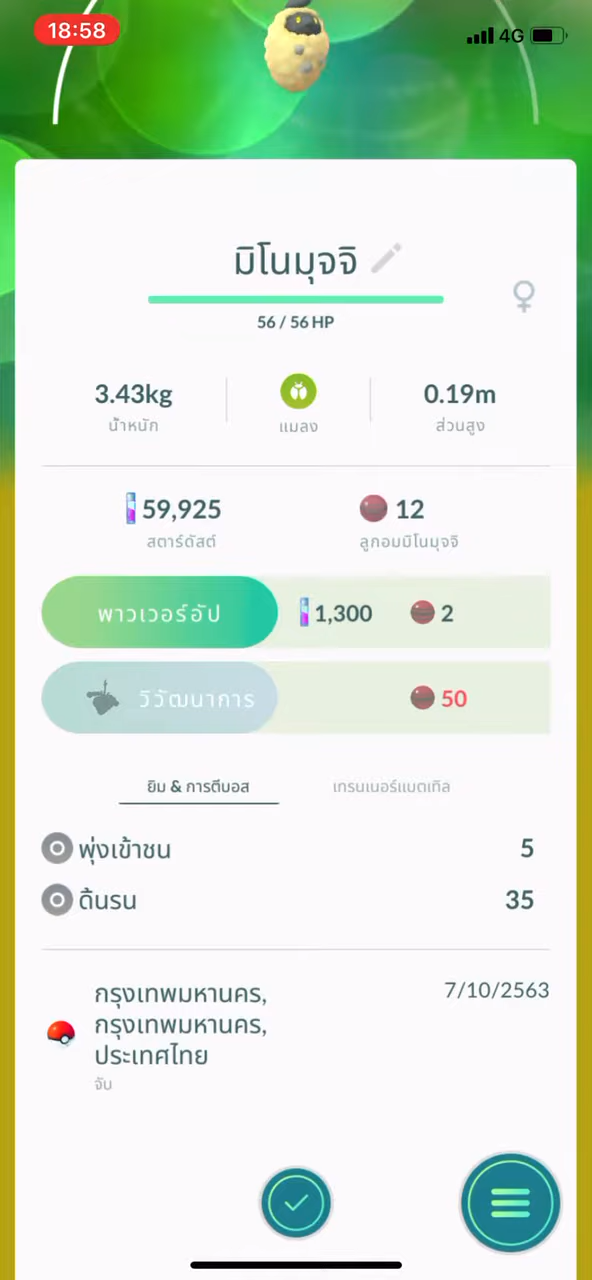 18:58
4G
มิโนมุจจิ
56 / 56 HP
3.43kg
0.19m
น้ำหนัก
แมลง
ส่วนสูง
59,925
12
สตาร์ดัสต์
ลูกอมมิโนมุจจิ
พาวเวอร์อัป
1,300
2
วิวัฒนาการ
50
ยิม & การตีบอส
เทรนเนอร์แบตเทิล
พุ่งเข้าชน
5
ดิ้นรน
35
กรุงเทพมหานคร,
7/10/2563
กรุงเทพมหานคร,
ประเทศไทย
จับ